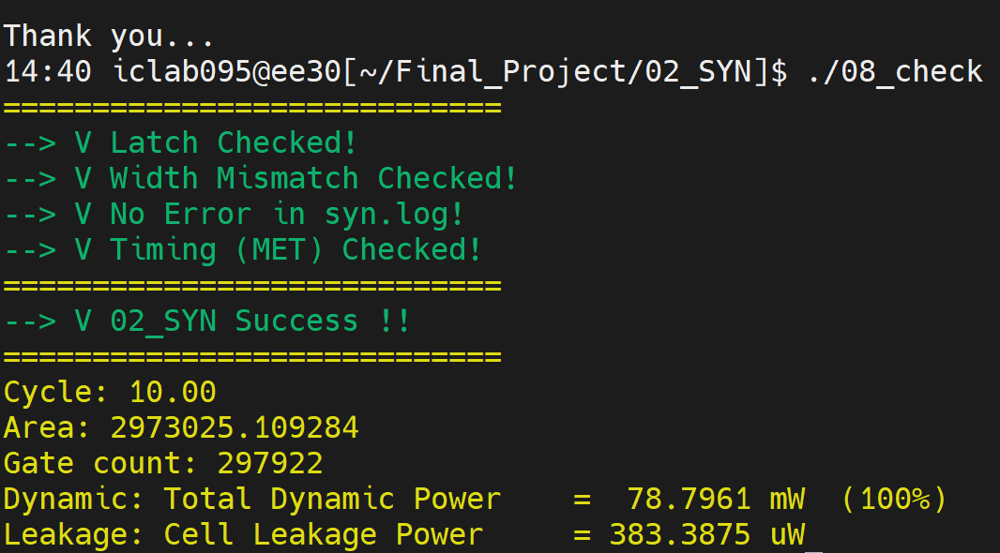 Thank you...
14:40 iclab095@ee30[~/Final_Project/02_SYN]$ ./08_check
============================
--> V Latch Checked!
--> V Width Mismatch Checked!
--> V No Error in syn.log!
--> V Timing (MET) Checked!
============================
--> V 02_SYN Success !!
============================
Cycle: 10.00
Area: 2973025.109284
Gate count: 297922
Dynamic: Total Dynamic Power    =  78.7961 mW  (100%)
Leakage: Cell Leakage Power     = 383.3875 uW